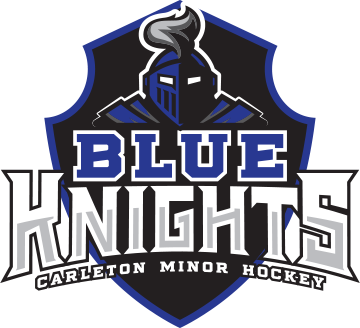 BLUE
KNIGHTS
CARLETON MINOR HOCKEY